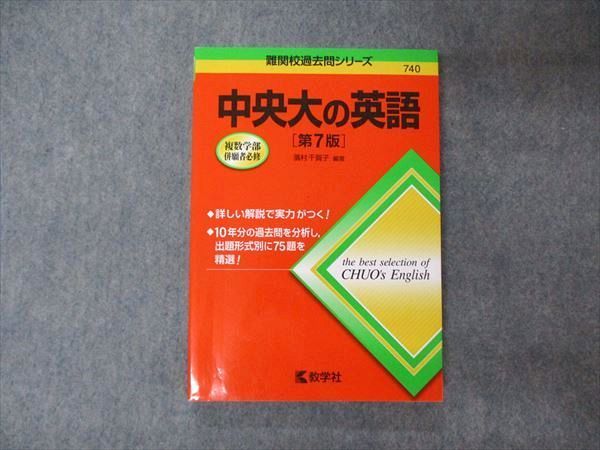 難関校過去問シリーズ
740
中央大の英語
[第7版]
複数学部
併願者必修
濱村千賀子 編著
◆詳しい解説で実力がつく!
◆10年分の過去問を分析し,
出題形式別に75題を
精選!
the best selection of
CHUO's English
教学社